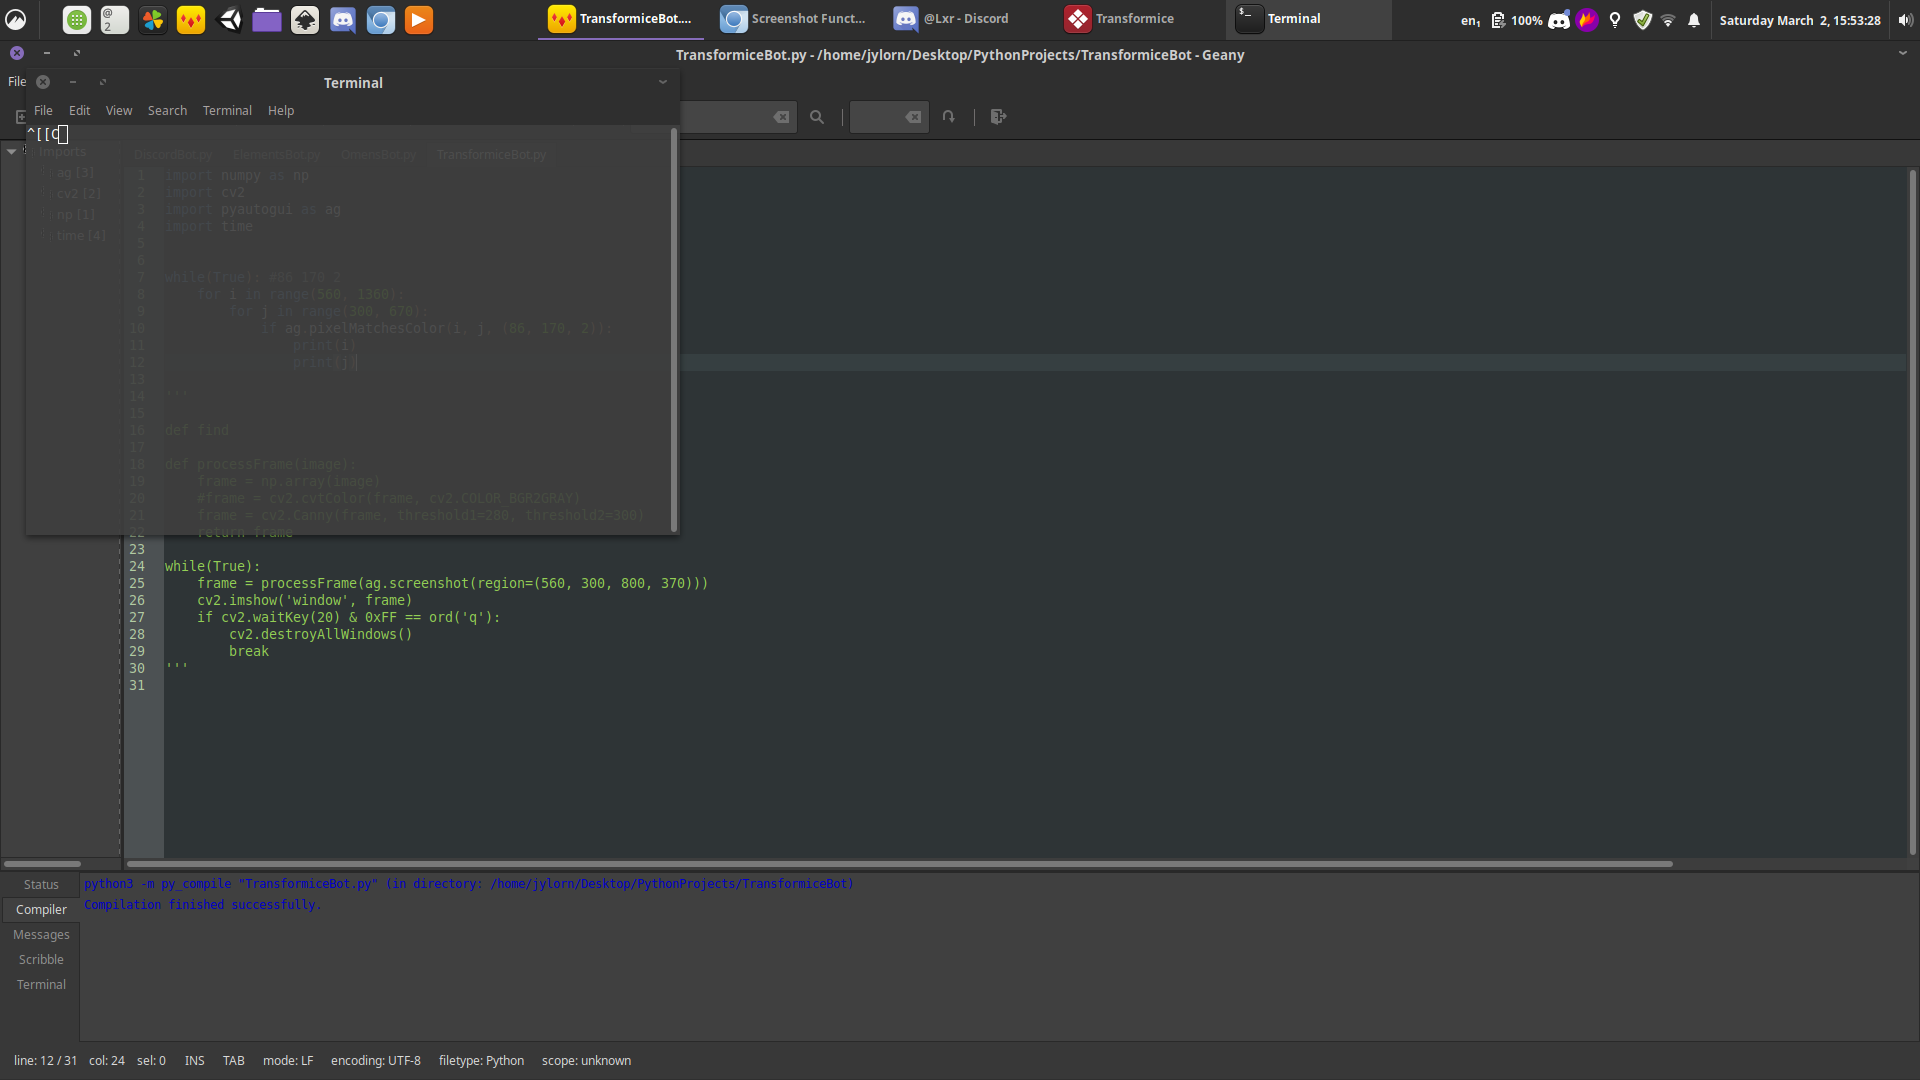 @
2
TransformiceBot....
Screenshot Funct...
@Lxr - Discord
Transformice
$_
Terminal
en1
100%
Saturday March 2, 15:53:28
TransformiceBot.py - /home/jylorn/Desktop/PythonProjects/TransformiceBot - Geany
File
Terminal
File Edit View Search Terminal Help
^[[C
Imports
ag [3]
cv2 [2]
np [1]
time [4]
DiscordBot.py ElementsBot.py OmensBot.py TransformiceBot.py
1 import numpy as np
2 import cv2
3 import pyautogui as ag
4 import time
5
6
7 while(True): #86 170 2
8 for i in range(560, 1360):
9 for j in range(300, 670):
10 if ag.pixelMatchesColor(i, j, (86, 170, 2)):
11 print(i)
12 print(j)
13
14 '''
15
16 def find
17
18 def processFrame(image):
19 frame = np.array(image)
20 #frame = cv2.cvtColor(frame, cv2.COLOR_BGR2GRAY)
21 frame = cv2.Canny(frame, threshold1=280, threshold2=300)
22 return frame
23
24 while(True):
25 frame = processFrame(ag.screenshot(region=(560, 300, 800, 370)))
26 cv2.imshow('window', frame)
27 if cv2.waitKey(20) & 0xFF == ord('q'):
28 cv2.destroyAllWindows()
29 break
30 '''
31
Status
Compiler
Messages
Scribble
Terminal
python3 -m py_compile "TransformiceBot.py" (in directory: /home/jylorn/Desktop/PythonProjects/TransformiceBot)
Compilation finished successfully.
line: 12 / 31 col: 24 sel: 0 INS TAB mode: LF encoding: UTF-8 filetype: Python scope: unknown